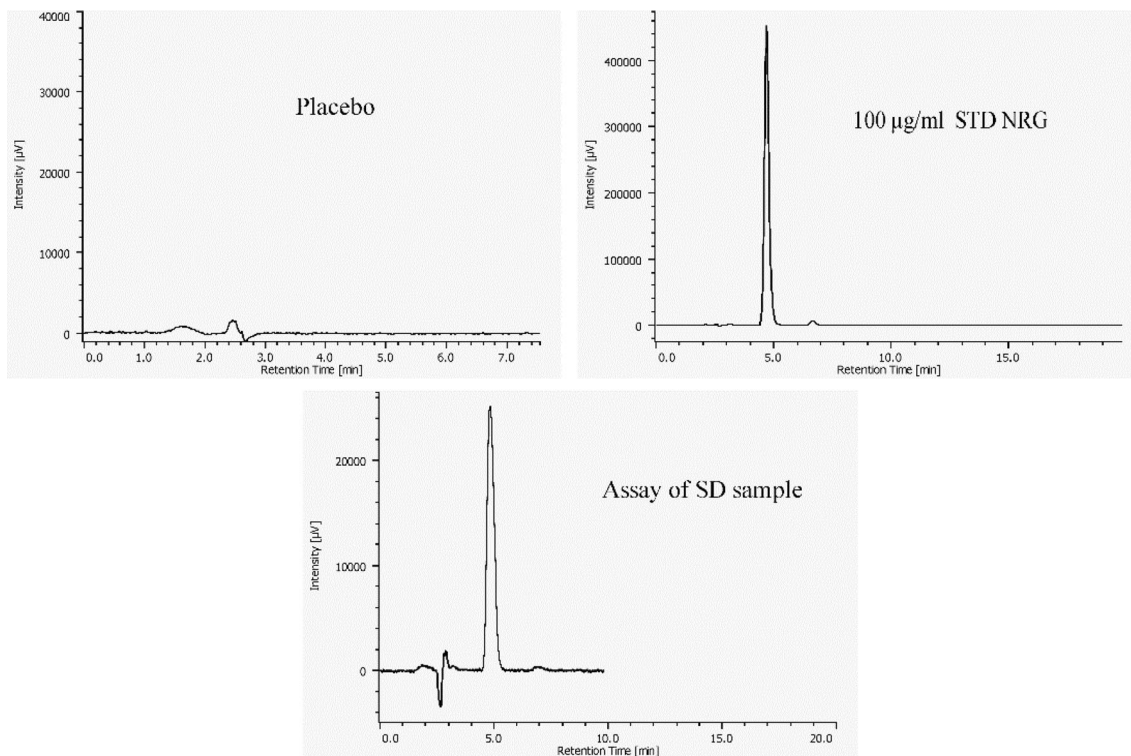 40000
30000
20000
10000
0
Intensity [µV]
Placebo
0.0 1.0 2.0 3.0 4.0 5.0 6.0 7.0
Retention Time [min]
400000
300000
200000
100000
0
Intensity [µV]
100 µg/ml STD NRG
0.0 5.0 10.0 15.0
Retention Time [min]
20000
10000
0
Intensity [µV]
Assay of SD sample
0.0 5.0 10.0 15.0 20.0
Retention Time [min]